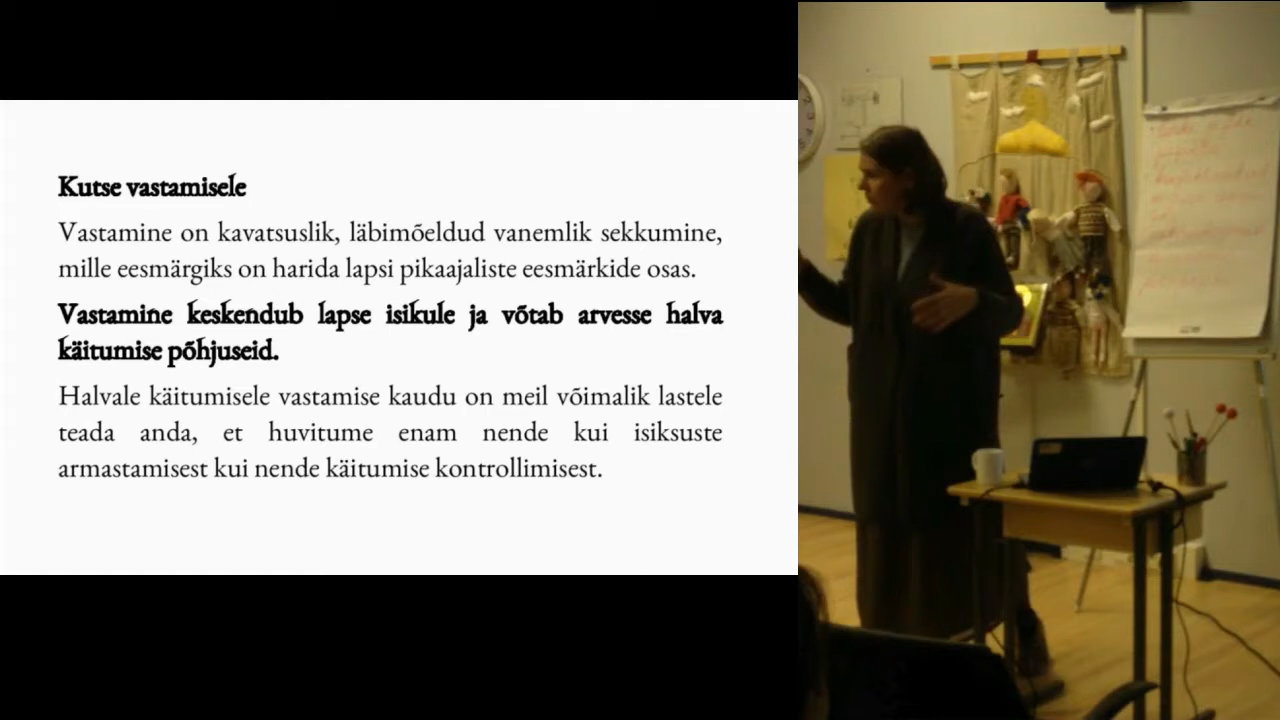 Kutse vastamisele
Vastamine on kavatsuslik, läbimõeldud vanemlik sekkumine,
mille eesmärgiks on harida lapsi pikaajaliste eesmärkide osas.
Vastamine keskendub lapse isikule ja võtab arvesse halva
käitumise põhjuseid.
Halvale käitumisele vastamise kaudu on meil võimalik lastele
teada anda, et huvitume enam nende kui isiksuste
armastamisest kui nende käitumise kontrollimisest.